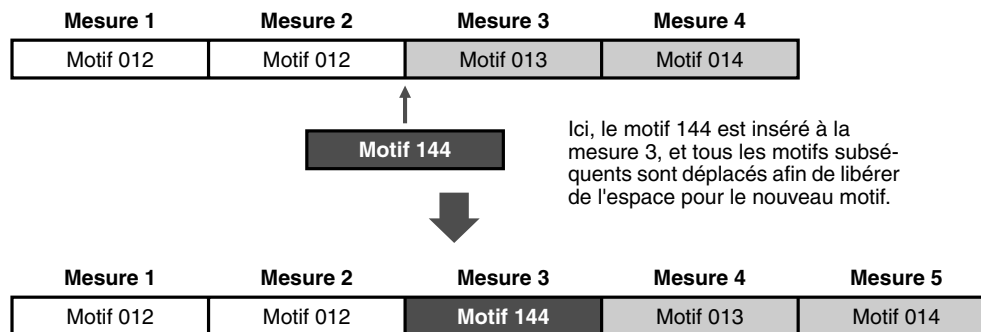 Mesure 1 Mesure 2 Mesure 3 Mesure 4
Motif 012 Motif 012 Motif 013 Motif 014
Motif 144
Ici, le motif 144 est inséré à la
mesure 3, et tous les motifs subsé-
quents sont déplacés afin de libérer
de l'espace pour le nouveau motif.
Mesure 1 Mesure 2 Mesure 3 Mesure 4 Mesure 5
Motif 012 Motif 012 Motif 144 Motif 013 Motif 014